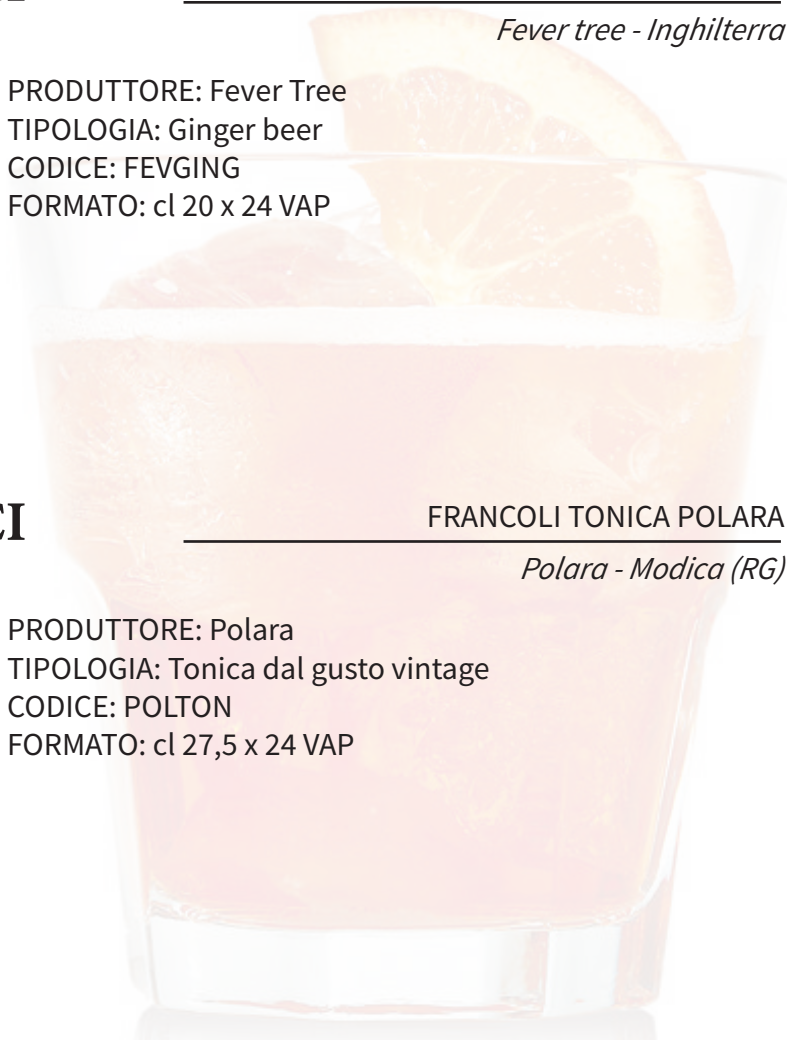 Fever tree - Inghilterra
PRODUTTORE: Fever Tree
TIPOLOGIA: Ginger beer
CODICE: FEVGING
FORMATO: cl 20 x 24 VAP
CI
FRANCOLI TONICA POLARA
Polara - Modica (RG)
PRODUTTORE: Polara
TIPOLOGIA: Tonica dal gusto vintage
CODICE: POLTON
FORMATO: cl 27,5 x 24 VAP